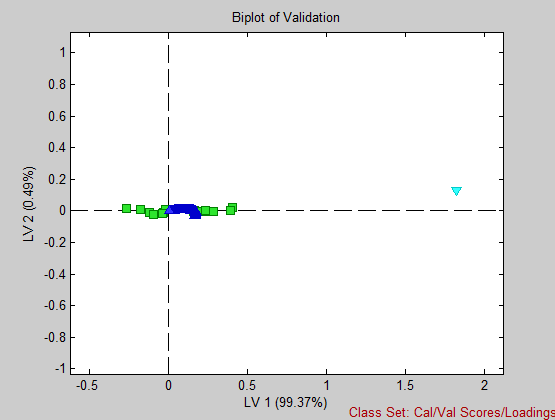 Biplot of Validation
1
0.8
0.6
0.4
0.2
0
-0.2
-0.4
-0.6
-0.8
-1
LV 2 (0.49%)
-0.5 0 0.5 1 1.5 2
LV 1 (99.37%)
Class Set: Cal/Val Scores/Loadings